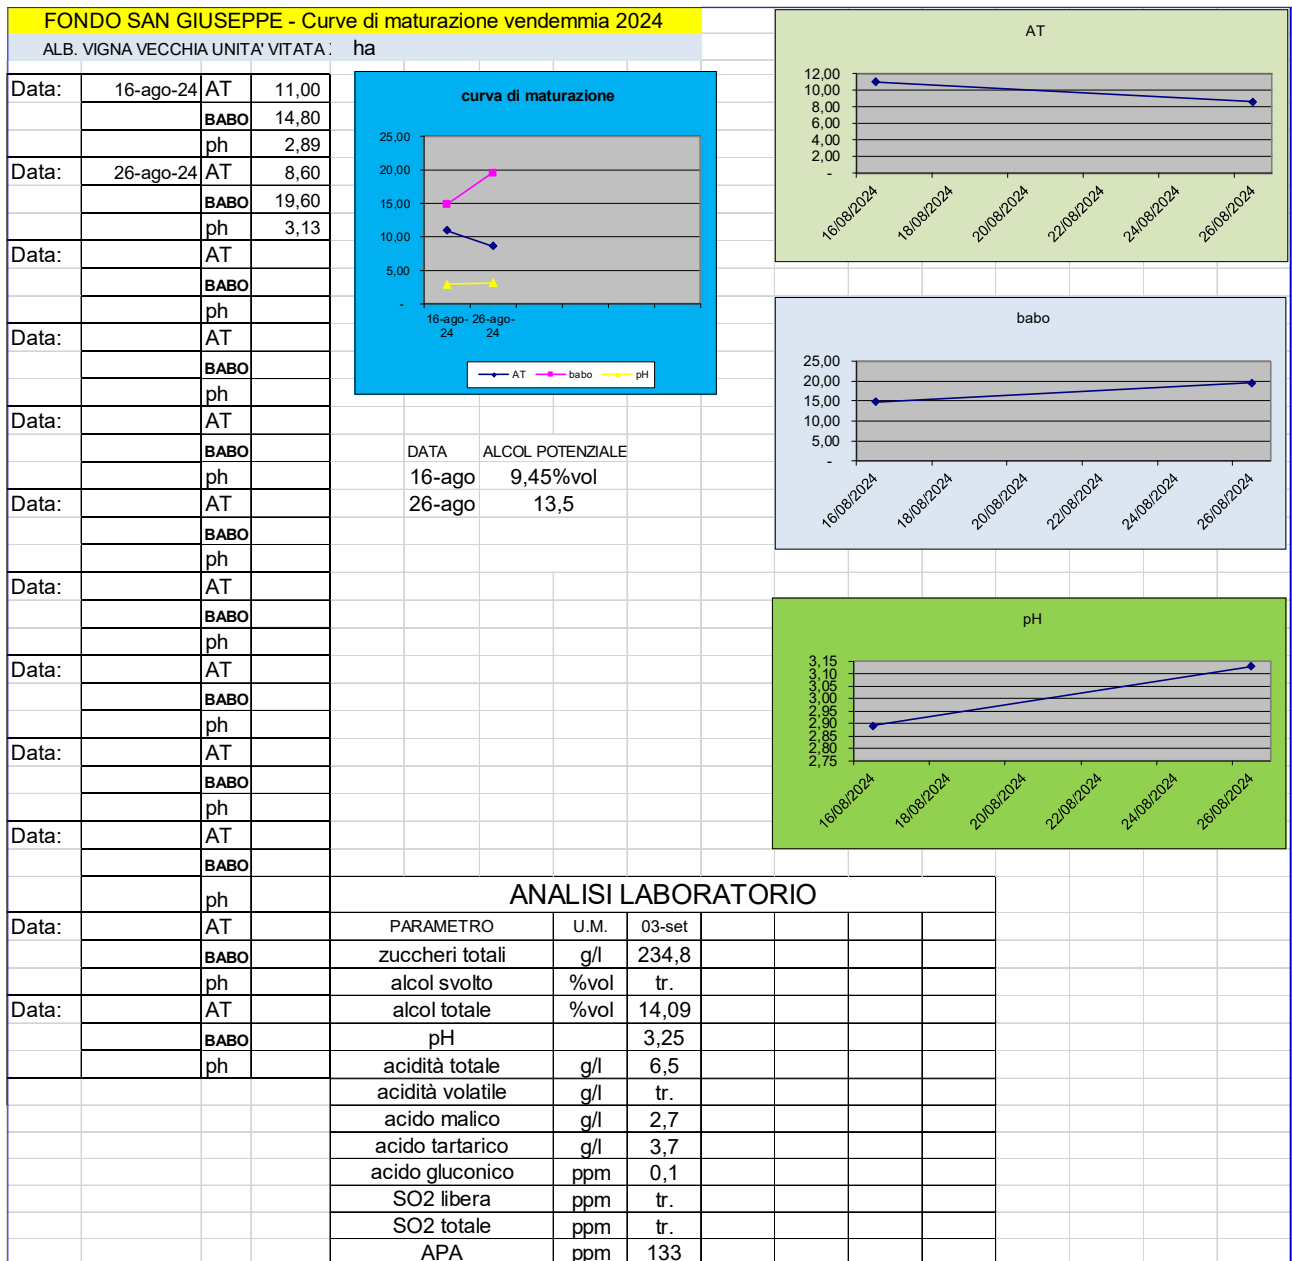 FONDO SAN GIUSEPPE - Curve di maturazione vendemmia 2024
ALB. VIGNA VECCHIA UNITA' VITATA : ha
Data: 16-ago-24 AT 11,00
BABO 14,80
ph 2,89
Data: 26-ago-24 AT 8,60
BABO 19,60
ph 3,13
Data: AT
BABO
ph
Data: AT
BABO
ph
Data: AT
BABO
ph
Data: AT
BABO
ph
Data: AT
BABO
ph
Data: AT
BABO
ph
Data: AT
BABO
ph
Data: AT
BABO
ph
Data: AT
BABO
ph
Data: AT
BABO
ph
curva di maturazione
25,00
20,00
15,00
10,00
5,00
-
16-ago- 26-ago-
24 24
AT babo pH
DATA ALCOL POTENZIALE
16-ago 9,45%vol
26-ago 13,5
AT
12,00
10,00
8,00
6,00
4,00
2,00
-
16/08/2024 18/08/2024 20/08/2024 22/08/2024 24/08/2024 26/08/2024
babo
25,00
20,00
15,00
10,00
5,00
-
16/08/2024 18/08/2024 20/08/2024 22/08/2024 24/08/2024 26/08/2024
pH
3,15
3,10
3,05
3,00
2,95
2,90
2,85
2,80
2,75
16/08/2024 18/08/2024 20/08/2024 22/08/2024 24/08/2024 26/08/2024
ANALISI LABORATORIO
PARAMETRO U.M. 03-set
zuccheri totali g/l 234,8
alcol svolto %vol tr.
alcol totale %vol 14,09
pH 3,25
acidità totale g/l 6,5
acidità volatile g/l tr.
acido malico g/l 2,7
acido tartarico g/l 3,7
acido gluconico ppm 0,1
SO2 libera ppm tr.
SO2 totale ppm tr.
APA ppm 133